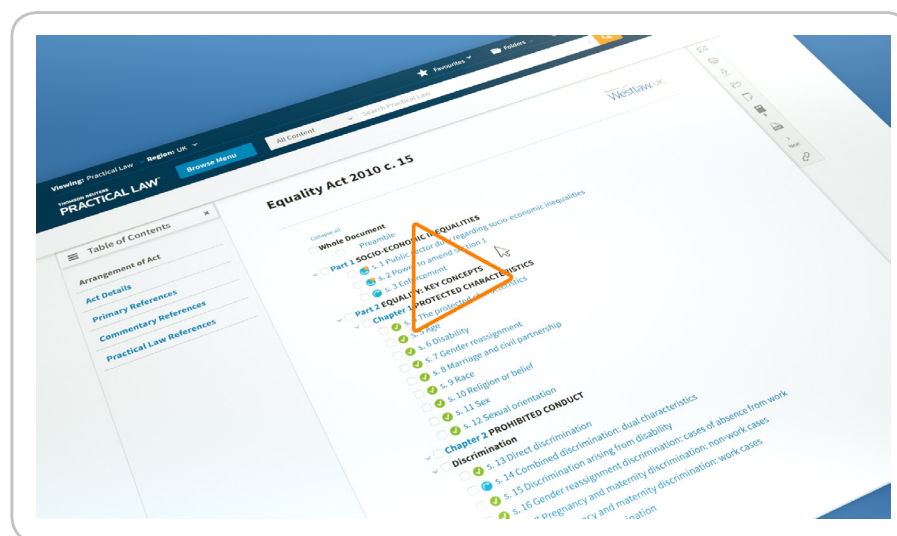 Favourites
Folders
Viewing: Practical Law
Region: UK
THOMSON REUTERS
PRACTICAL LAW™
Browse Menu
All Content
Search Practical Law
Westlaw. UK
Next
Table of Contents
Arrangement of Act
Act Details
Primary References
Commentary References
Practical Law References
Equality Act 2010 c. 15
Collapse all
Whole Document
Preamble
Part 1 SOCIO-ECONOMIC INEQUALITIES
s. 1 Public sector duty regarding socio-economic inequalities
s. 2 Power to amend section 1
s. 3 Enforcement
Part 2 EQUALITY: KEY CONCEPTS
Chapter 1 PROTECTED CHARACTERISTICS
s. 4 The protected characteristics
s. 5 Age
s. 6 Disability
s. 7 Gender reassignment
s. 8 Marriage and civil partnership
s. 9 Race
s. 10 Religion or belief
s. 11 Sex
s. 12 Sexual orientation
Chapter 2 PROHIBITED CONDUCT
Discrimination
s. 13 Direct discrimination
s. 14 Combined discrimination: dual characteristics
s. 15 Discrimination arising from disability
s. 16 Gender reassignment discrimination: cases of absence from work
7 Pregnancy and maternity discrimination: non-work cases
ancy and maternity discrimination: work cases
ination